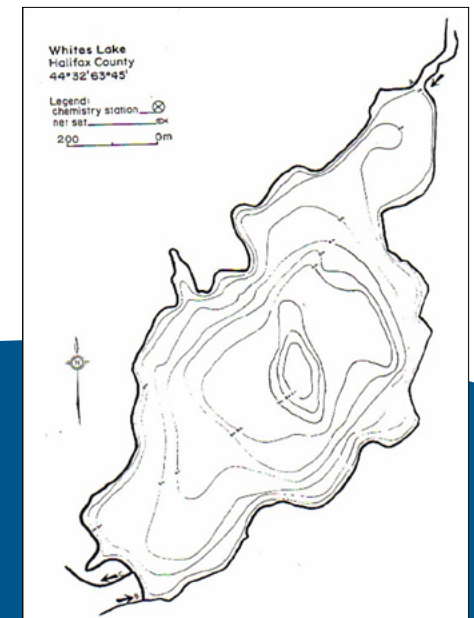 Whites Lake
Halifax County
44°32'63°45'
Legend:
chemistry station
net set
200 0m
N